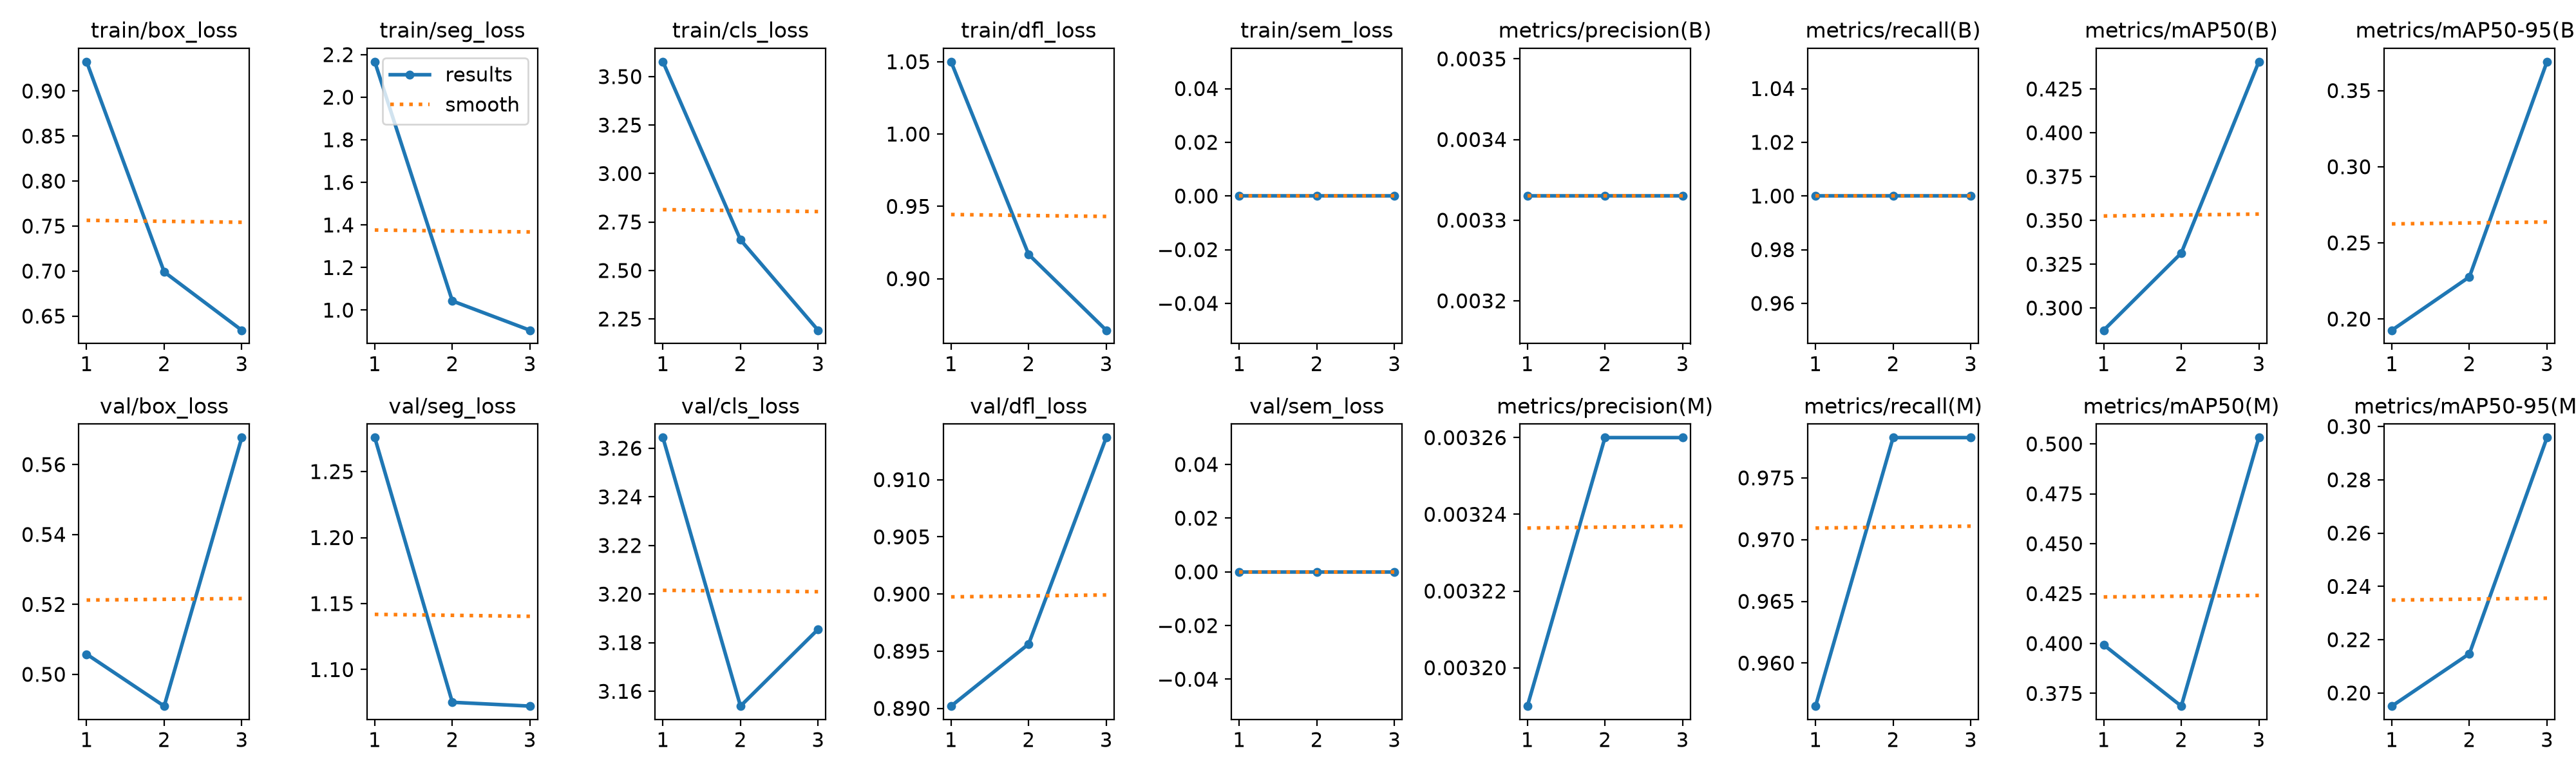 train/box_loss
0.90
0.85
0.80
0.75
0.70
0.65
1 2 3
train/seg_loss
2.2
2.0
1.8
1.6
1.4
1.2
1.0
results
smooth
1 2 3
train/cls_loss
3.50
3.25
3.00
2.75
2.50
2.25
1 2 3
train/dfl_loss
1.05
1.00
0.95
0.90
1 2 3
train/sem_loss
0.04
0.02
0.00
−0.02
−0.04
1 2 3
metrics/precision(B)
0.0035
0.0034
0.0033
0.0032
1 2 3
metrics/recall(B)
1.04
1.02
1.00
0.98
0.96
1 2 3
metrics/mAP50(B)
0.425
0.400
0.375
0.350
0.325
0.300
1 2 3
metrics/mAP50-95(B
0.35
0.30
0.25
0.20
1 2 3
val/box_loss
0.56
0.54
0.52
0.50
1 2 3
val/seg_loss
1.25
1.20
1.15
1.10
1 2 3
val/cls_loss
3.26
3.24
3.22
3.20
3.18
3.16
1 2 3
val/dfl_loss
0.910
0.905
0.900
0.895
0.890
1 2 3
val/sem_loss
0.04
0.02
0.00
−0.02
−0.04
1 2 3
metrics/precision(M)
0.00326
0.00324
0.00322
0.00320
1 2 3
metrics/recall(M)
0.975
0.970
0.965
0.960
1 2 3
metrics/mAP50(M)
0.500
0.475
0.450
0.425
0.400
0.375
1 2 3
metrics/mAP50-95(M
0.30
0.28
0.26
0.24
0.22
0.20
1 2 3